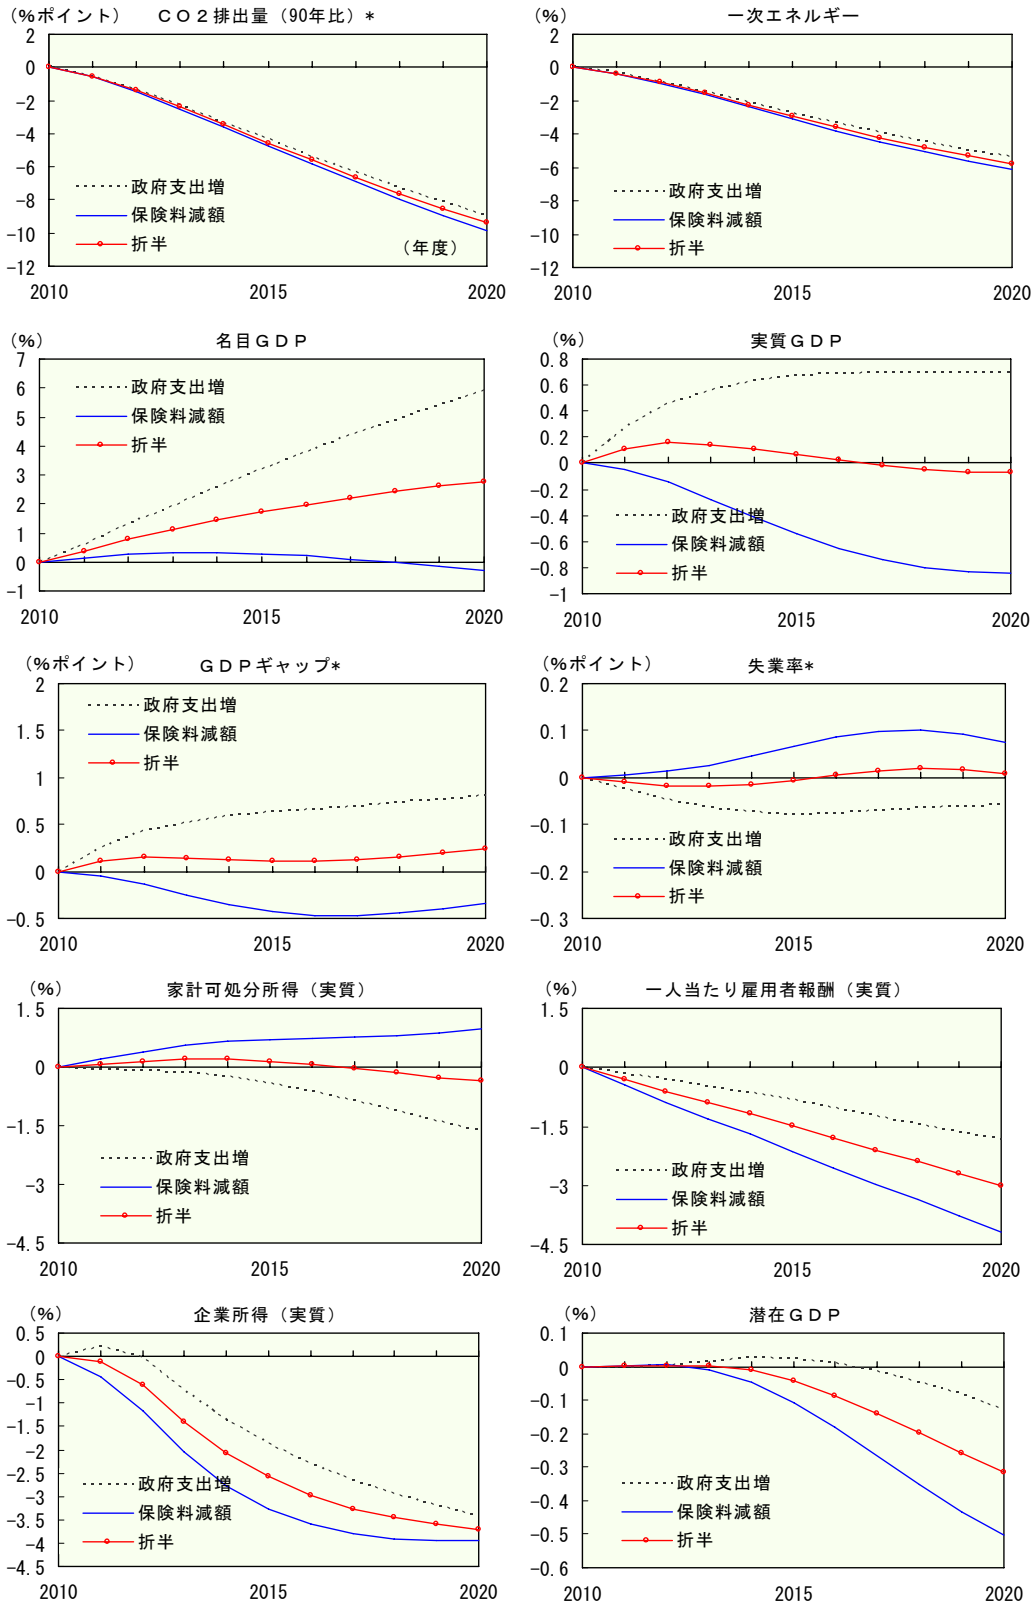 (%ポイント) ＣＯ２排出量（90年比）*
2
0
-2
-4
-6
-8
-10
-12
政府支出増
保険料減額
折半
（年度）
2010 2015 2020
一次エネルギー
2
0
-2
-4
-6
-8
-10
-12
政府支出増
保険料減額
折半
2010 2015 2020
(%) 名目ＧＤＰ
7
6
5
4
3
2
1
0
-1
政府支出増
保険料減額
折半
2010 2015 2020
(%) 実質ＧＤＰ
0.8
0.6
0.4
0.2
0
-0.2
-0.4
-0.6
-0.8
-1
政府支出増
保険料減額
折半
2010 2015 2020
(%ポイント) ＧＤＰギャップ*
2
1.5
1
0.5
0
-0.5
政府支出増
保険料減額
折半
2010 2015 2020
(%ポイント) 失業率*
0.2
0.1
0
-0.1
-0.2
-0.3
政府支出増
保険料減額
折半
2010 2015 2020
(%) 家計可処分所得（実質）
1.5
0
-1.5
-3
-4.5
政府支出増
保険料減額
折半
2010 2015 2020
(%) 一人当たり雇用者報酬（実質）
1.5
0
-1.5
-3
-4.5
政府支出増
保険料減額
折半
2010 2015 2020
(%) 企業所得（実質）
0.5
0
-0.5
-1
-1.5
-2
-2.5
-3
-3.5
-4
-4.5
政府支出増
保険料減額
折半
2010 2015 2020
(%) 潜在ＧＤＰ
0.1
0
-0.1
-0.2
-0.3
-0.4
-0.5
-0.6
政府支出増
保険料減額
折半
2010 2015 2020